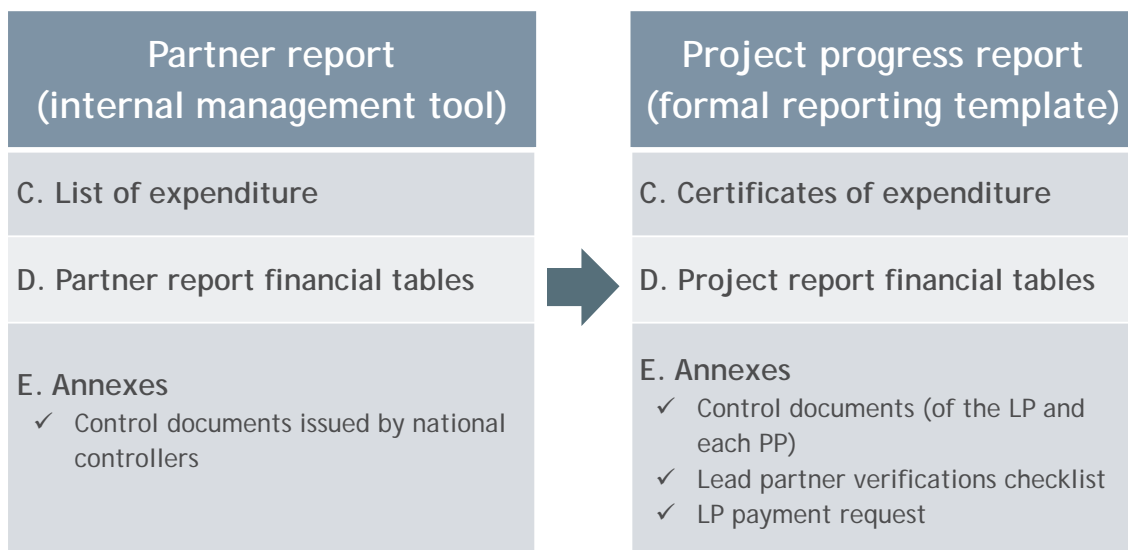 Partner report
(internal management tool)
C. List of expenditure
D. Partner report financial tables
E. Annexes
✓ Control documents issued by national
controllers
Project progress report
(formal reporting template)
C. Certificates of expenditure
D. Project report financial tables
E. Annexes
✓ Control documents (of the LP and
each PP)
✓ Lead partner verifications checklist
✓ LP payment request